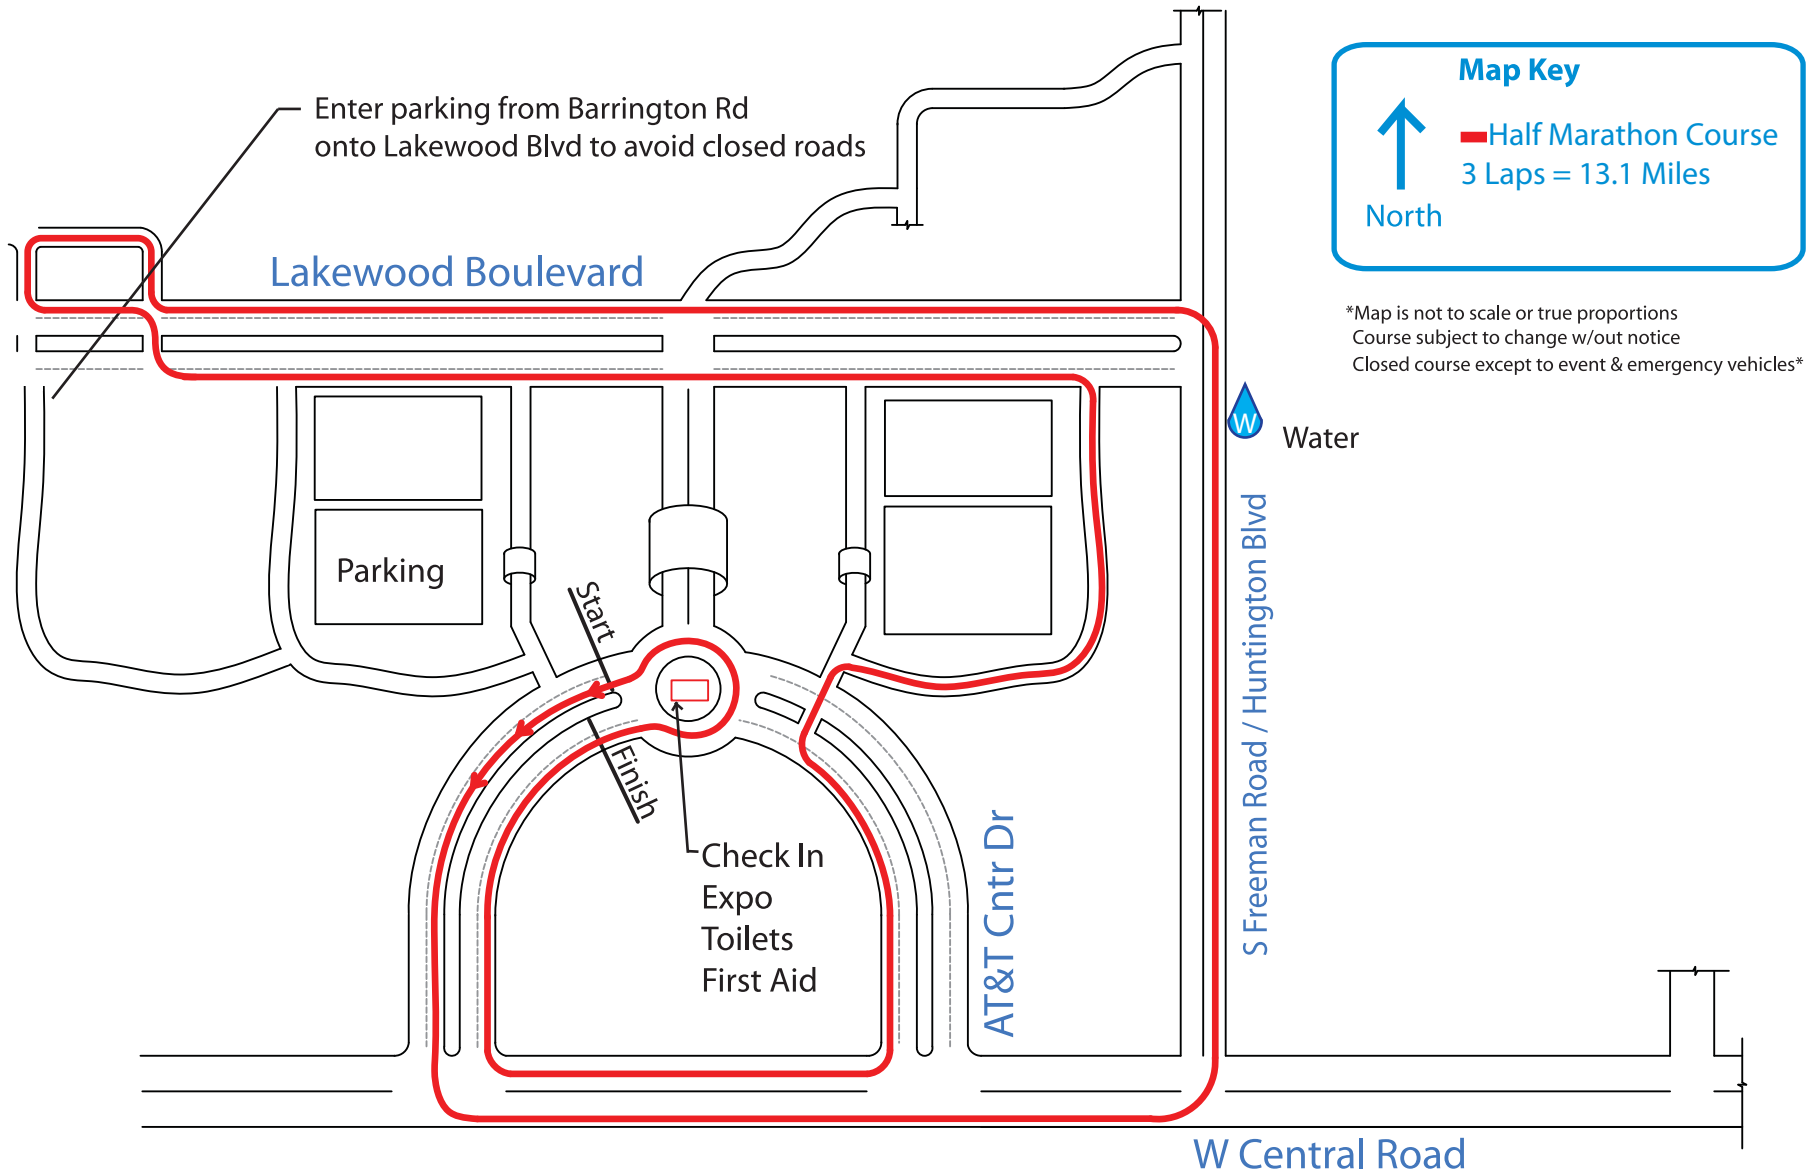 Enter parking from Barrington Rd
onto Lakewood Blvd to avoid closed roads
Map Key
Half Marathon Course
3 Laps = 13.1 Miles
North
Lakewood Boulevard
*Map is not to scale or true proportions
Course subject to change w/out notice
Closed course except to event & emergency vehicles*
W
Water
Parking
Start
Finish
S Freeman Road / Huntington Blvd
AT&T Cntr Dr
Check In
Expo
Toilets
First Aid
W Central Road